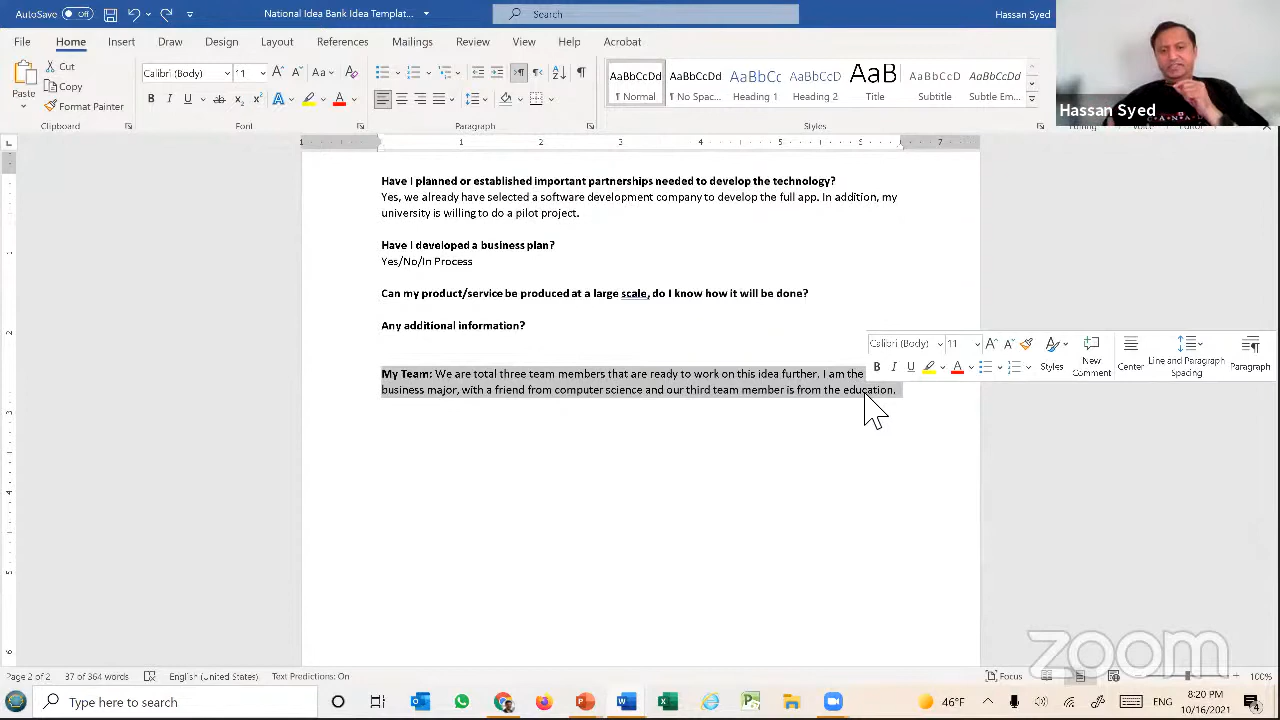 AutoSave Off National Idea Bank Idea Templat... Search Hassan Syed
File Home Insert Draw Design Layout References Mailings Review View Help Acrobat
Paste Cut Copy Format Painter
Calibri (Body) 11
AaBbCcDd AaBbCcDd AaBbCc AaBbCcD AaB AaBbCcD AaBbCcDd
¶ Normal ¶ No Spac... Heading 1 Heading 2 Title Subtitle Subtle Em...
Clipboard Font Paragraph Styles
Hassan Syed
CANAD
Have I planned or established important partnerships needed to develop the technology?
Yes, we already have selected a software development company to develop the full app. In addition, my
university is willing to do a pilot project.
Have I developed a business plan?
Yes/No/In Process
Can my product/service be produced at a large scale, do I know how it will be done?
Any additional information?
My Team: We are total three team members that are ready to work on this idea further. I am the
business major, with a friend from computer science and our third team member is from the education.
Calibri (Body) 11
Styles New Comment Center Line and Paragraph Spacing Paragraph
zoom
Page 2 of 2 37 of 364 words English (United States) Text Predictions: On Focus 100%
Type here to search 46°F ENG 8:20 PM 10/16/2021